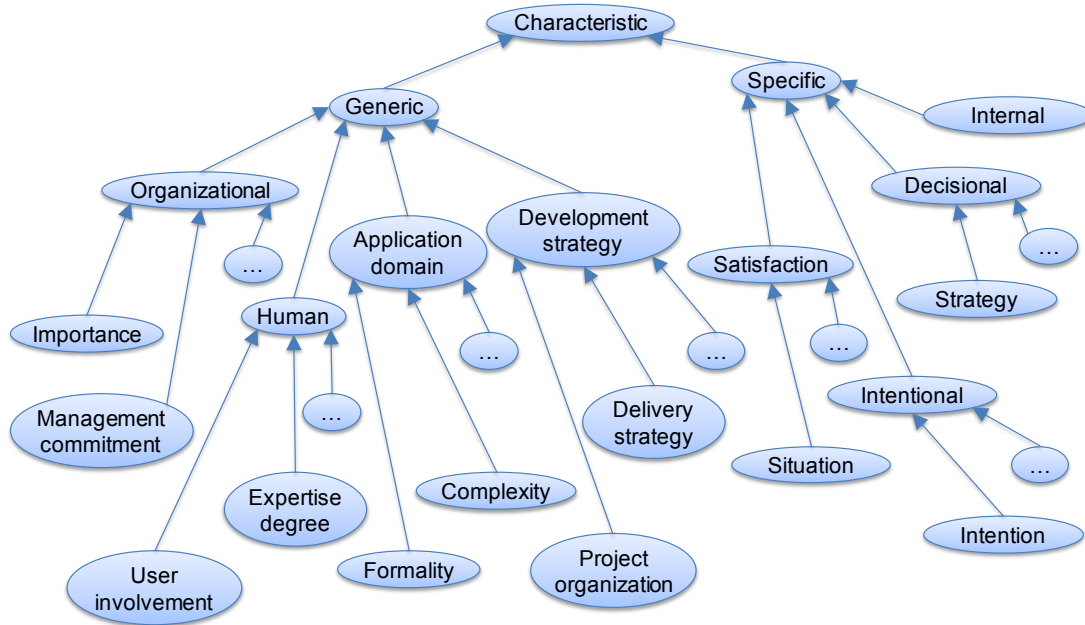 Characteristic
Generic
Specific
Internal
Organizational
Application
domain
Development
strategy
Decisional
Satisfaction
...
...
Importance
Human
Strategy
...
...
...
Management
commitment
...
Delivery
strategy
Intentional
Expertise
degree
Complexity
Situation
...
User
involvement
Formality
Project
organization
Intention